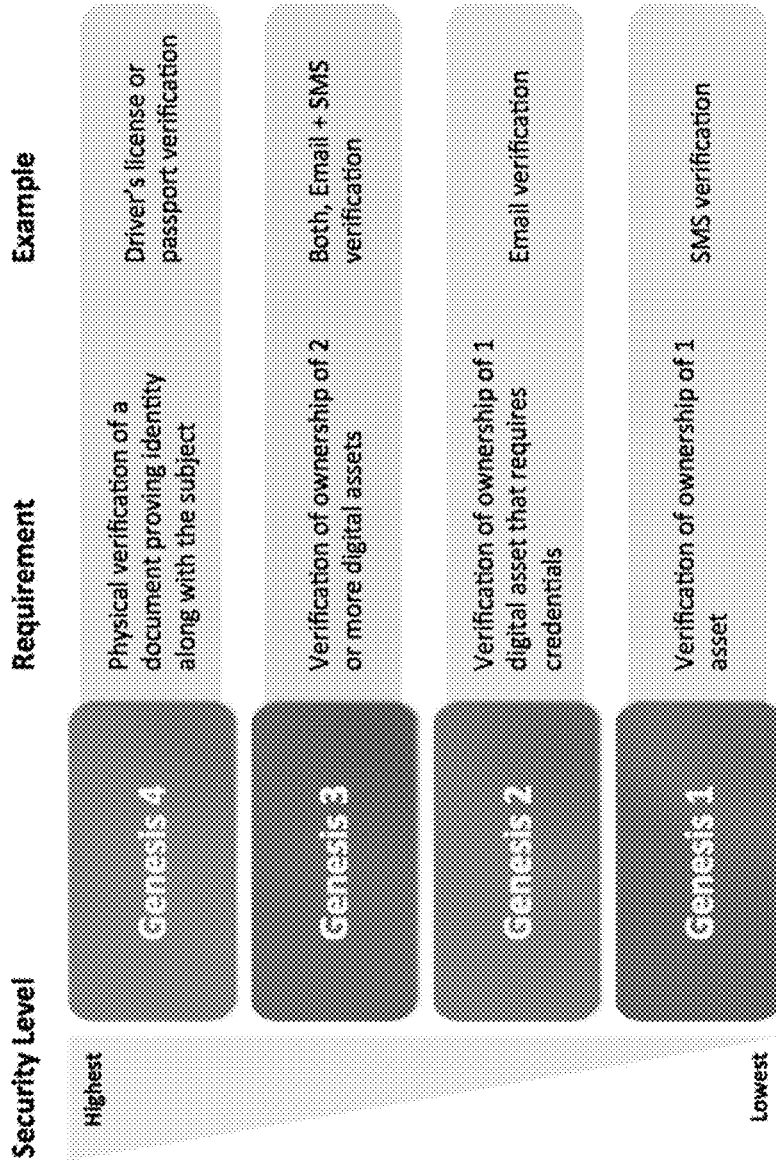 Security Level
Requirement
Example
Highest
Genesis 4
Physical verification of a
document proving identity
along with the subject
Driver's license or
passport verification
Genesis 3
Verification of ownership of 2
or more digital assets
Both, Email + SMS
verification
Genesis 2
Verification of ownership of 1
digital asset that requires
credentials
Email verification
Genesis 1
Verification of ownership of 1
asset
SMS verification
Lowest